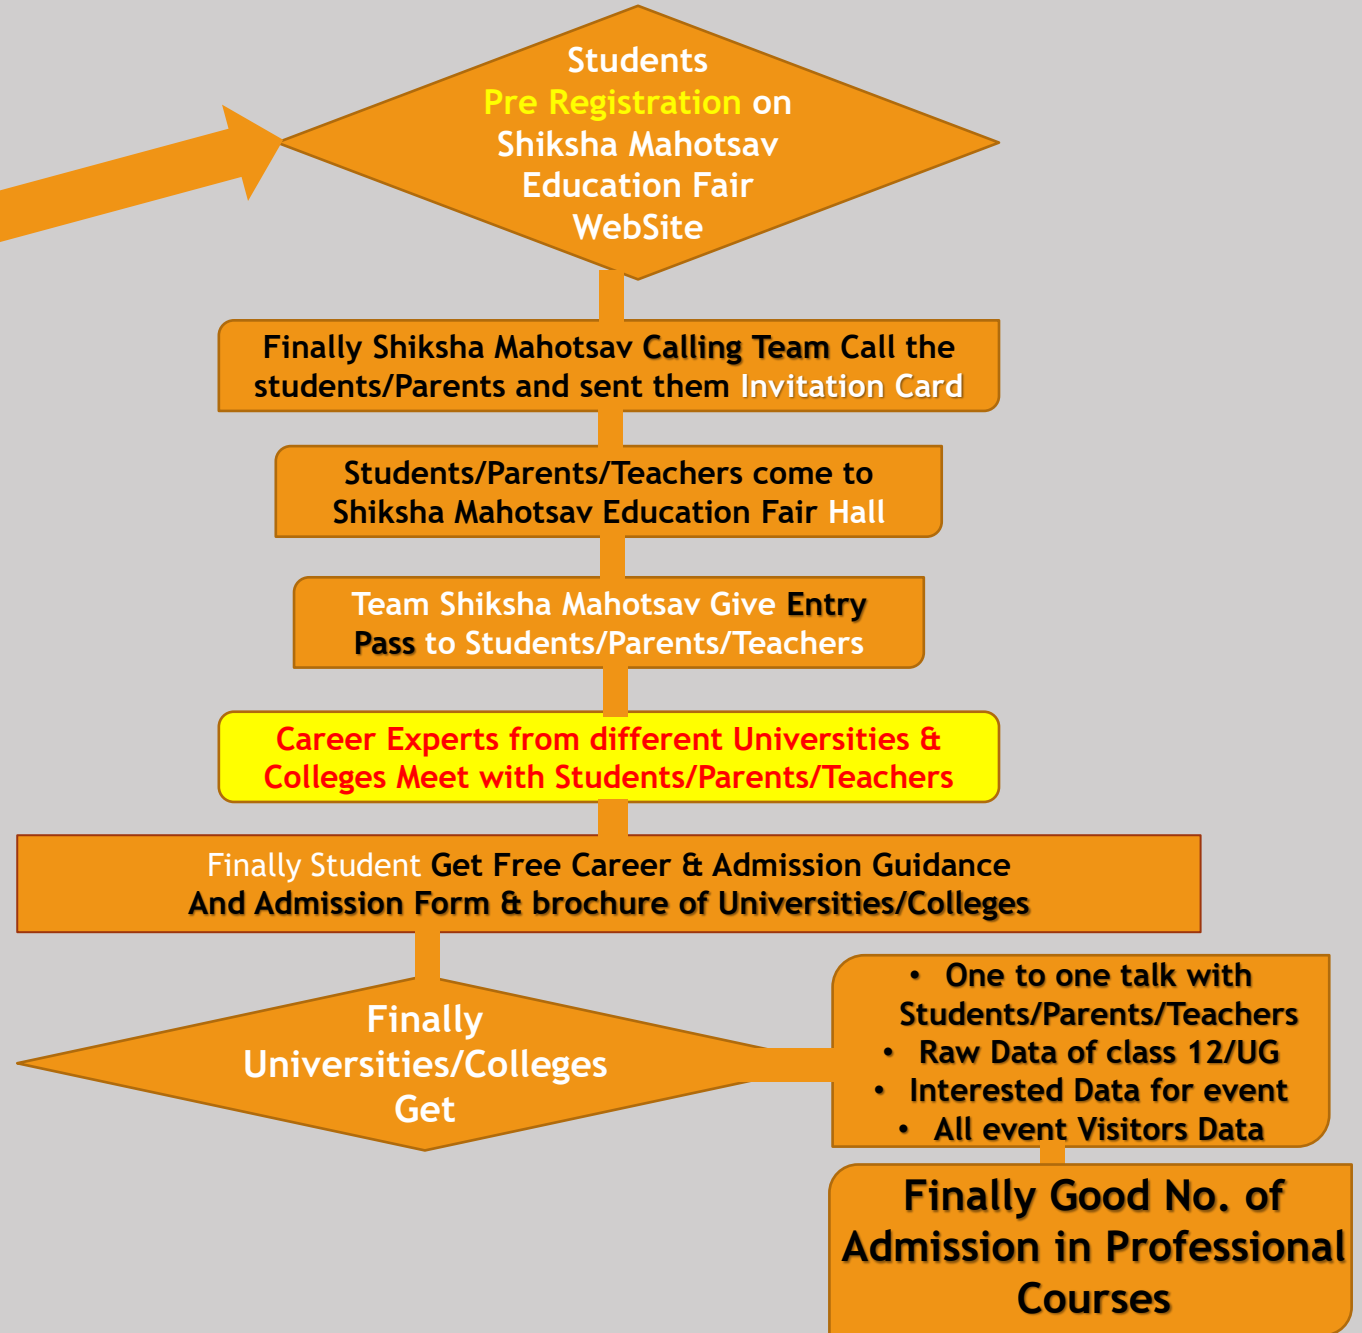 Students
Pre Registration on
Shiksha Mahotsav
Education Fair
WebSite
Finally Shiksha Mahotsav Calling Team Call the
students/Parents and sent them Invitation Card
Students/Parents/Teachers come to
Shiksha Mahotsav Education Fair Hall
Team Shiksha Mahotsav Give Entry
Pass to Students/Parents/Teachers
Career Experts from different Universities &
Colleges Meet with Students/Parents/Teachers
Finally Student Get Free Career & Admission Guidance
And Admission Form & brochure of Universities/Colleges
Finally
Universities/Colleges
Get
• One to one talk with
Students/Parents/Teachers
• Raw Data of class 12/UG
• Interested Data for event
• All event Visitors Data
Finally Good No. of
Admission in Professional
Courses